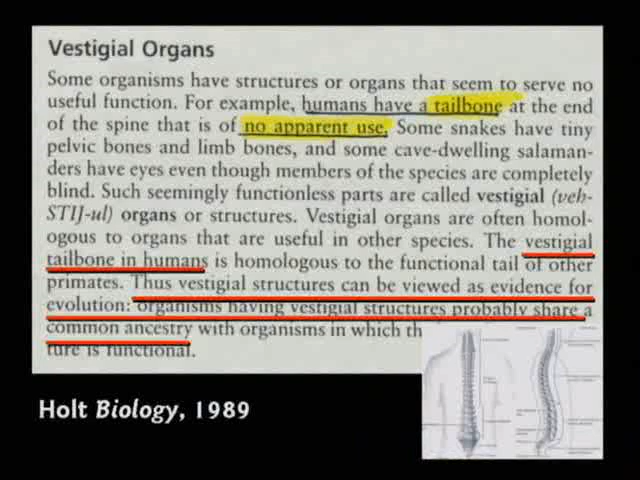 Vestigial Organs
Some organisms have structures or organs that seem to serve no
useful function. For example, humans have a tailbone at the end
of the spine that is of no apparent use. Some snakes have tiny
pelvic bones and limb bones, and some cave-dwelling salaman-
ders have eyes even though members of the species are completely
blind. Such seemingly functionless parts are called vestigial (veh-
STIJ-ul) organs or structures. Vestigial organs are often homol-
ogous to organs that are useful in other species. The vestigial
tailbone in humans is homologous to the functional tail of other
primates. Thus vestigial structures can be viewed as evidence for
evolution: organisms having vestigial structures probably share a
common ancestry with organisms in which th
ture is functional.
Holt Biology, 1989